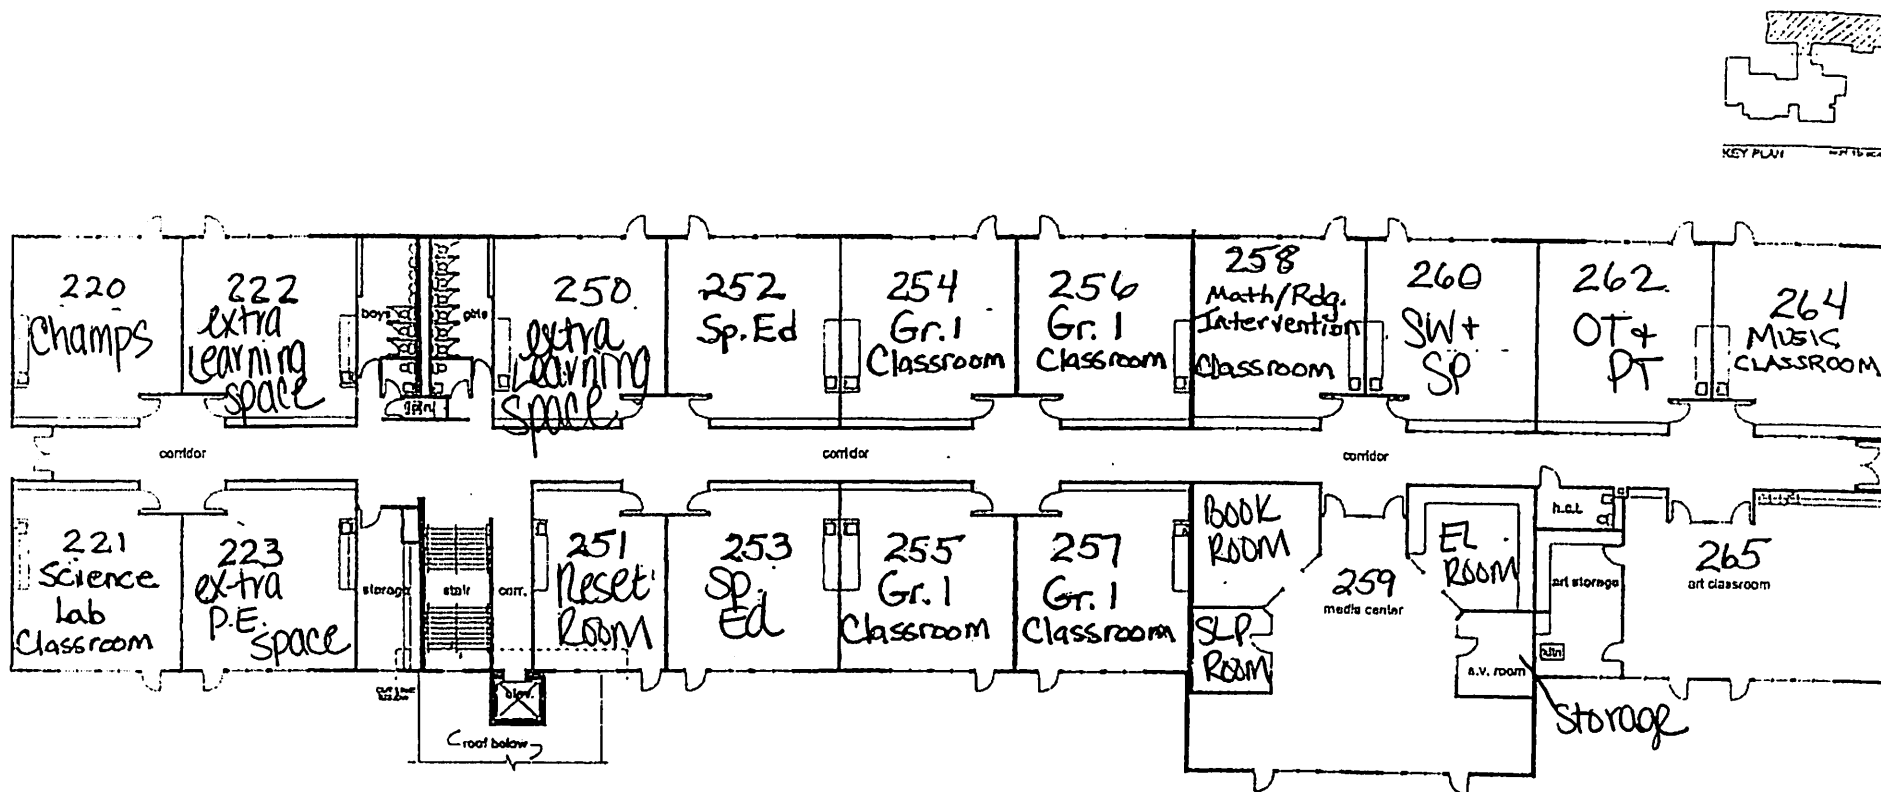 KEY PLAN
220
Champs
222
extra
Learning
space
boys
girls
250
extra
Learning
space
252
Sp. Ed
254
Gr. 1
Classroom
256
Gr. 1
Classroom
258
Math/Rdg.
Intervention
Classroom
260
SW +
SP
262
OT &
PT
264
MUSIC
CLASSROOM
corridor
corridor
corridor
221
Science
Lab
Classroom
223
extra
P.E.
space
storage
stair
corr.
251
Reset
Room
253
Sp.
Ed
255
Gr. 1
Classroom
257
Gr. 1
Classroom
BOOK
ROOM
SLP
ROOM
259
media center
EL
ROOM
a.v. room
Storage
art storage
265
art classroom
elev.
roof below